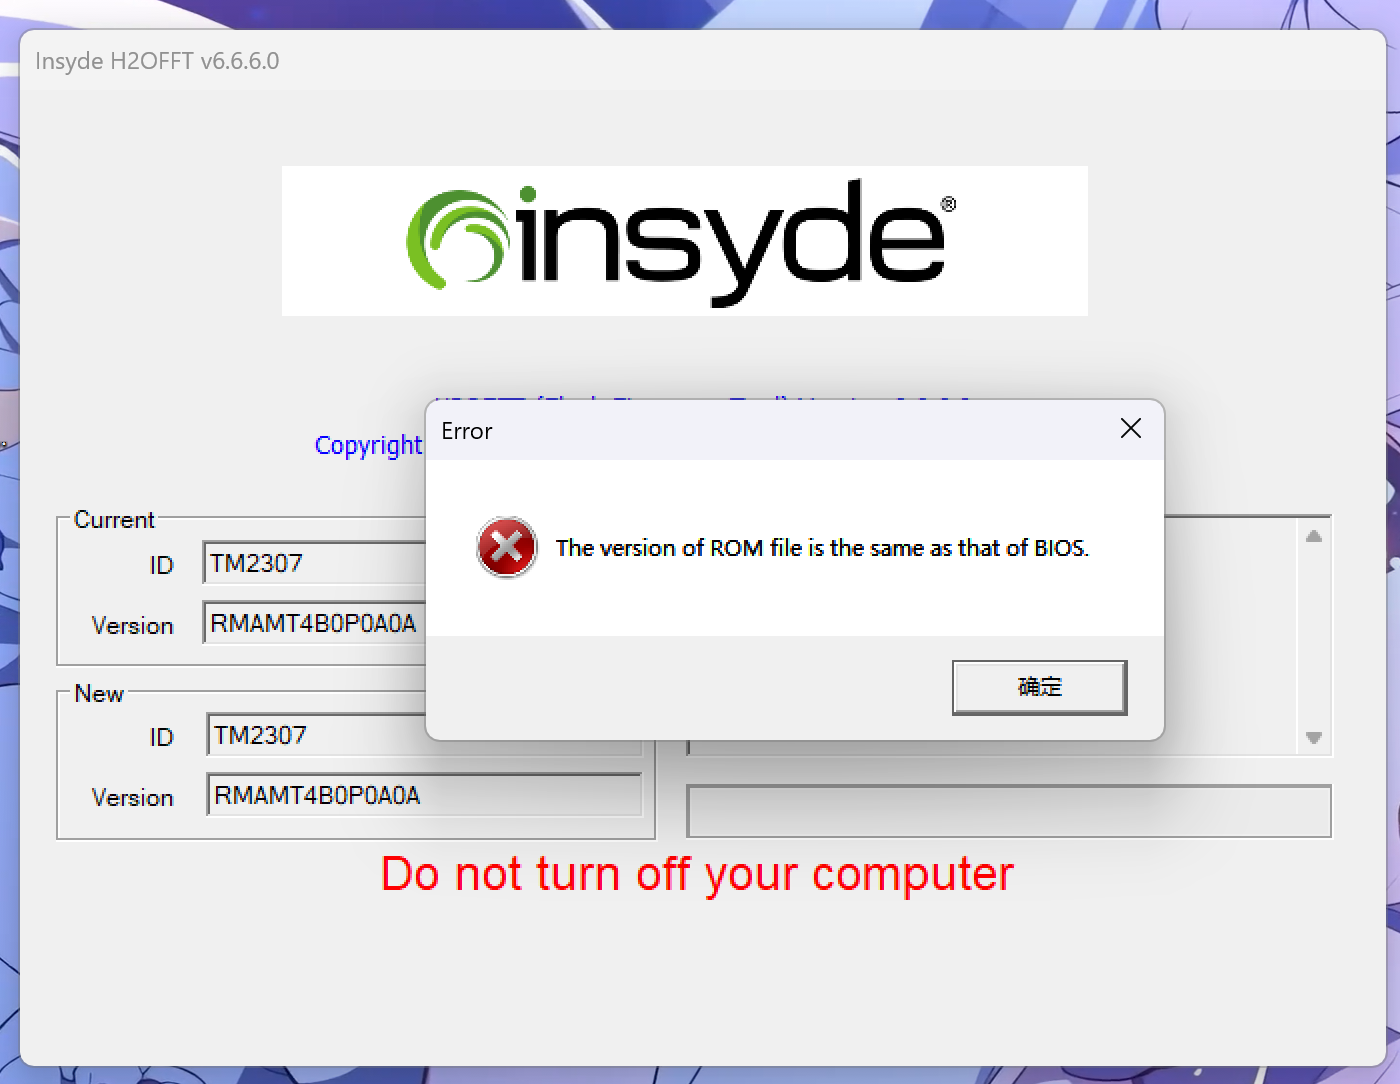 Insyde H2OFFT v6.6.6.0
insyde®
Copyright
Error
The version of ROM file is the same as that of BIOS.
确定
Current
ID TM2307
Version RMAMT4B0P0A0A
New
ID TM2307
Version RMAMT4B0P0A0A
Do not turn off your computer